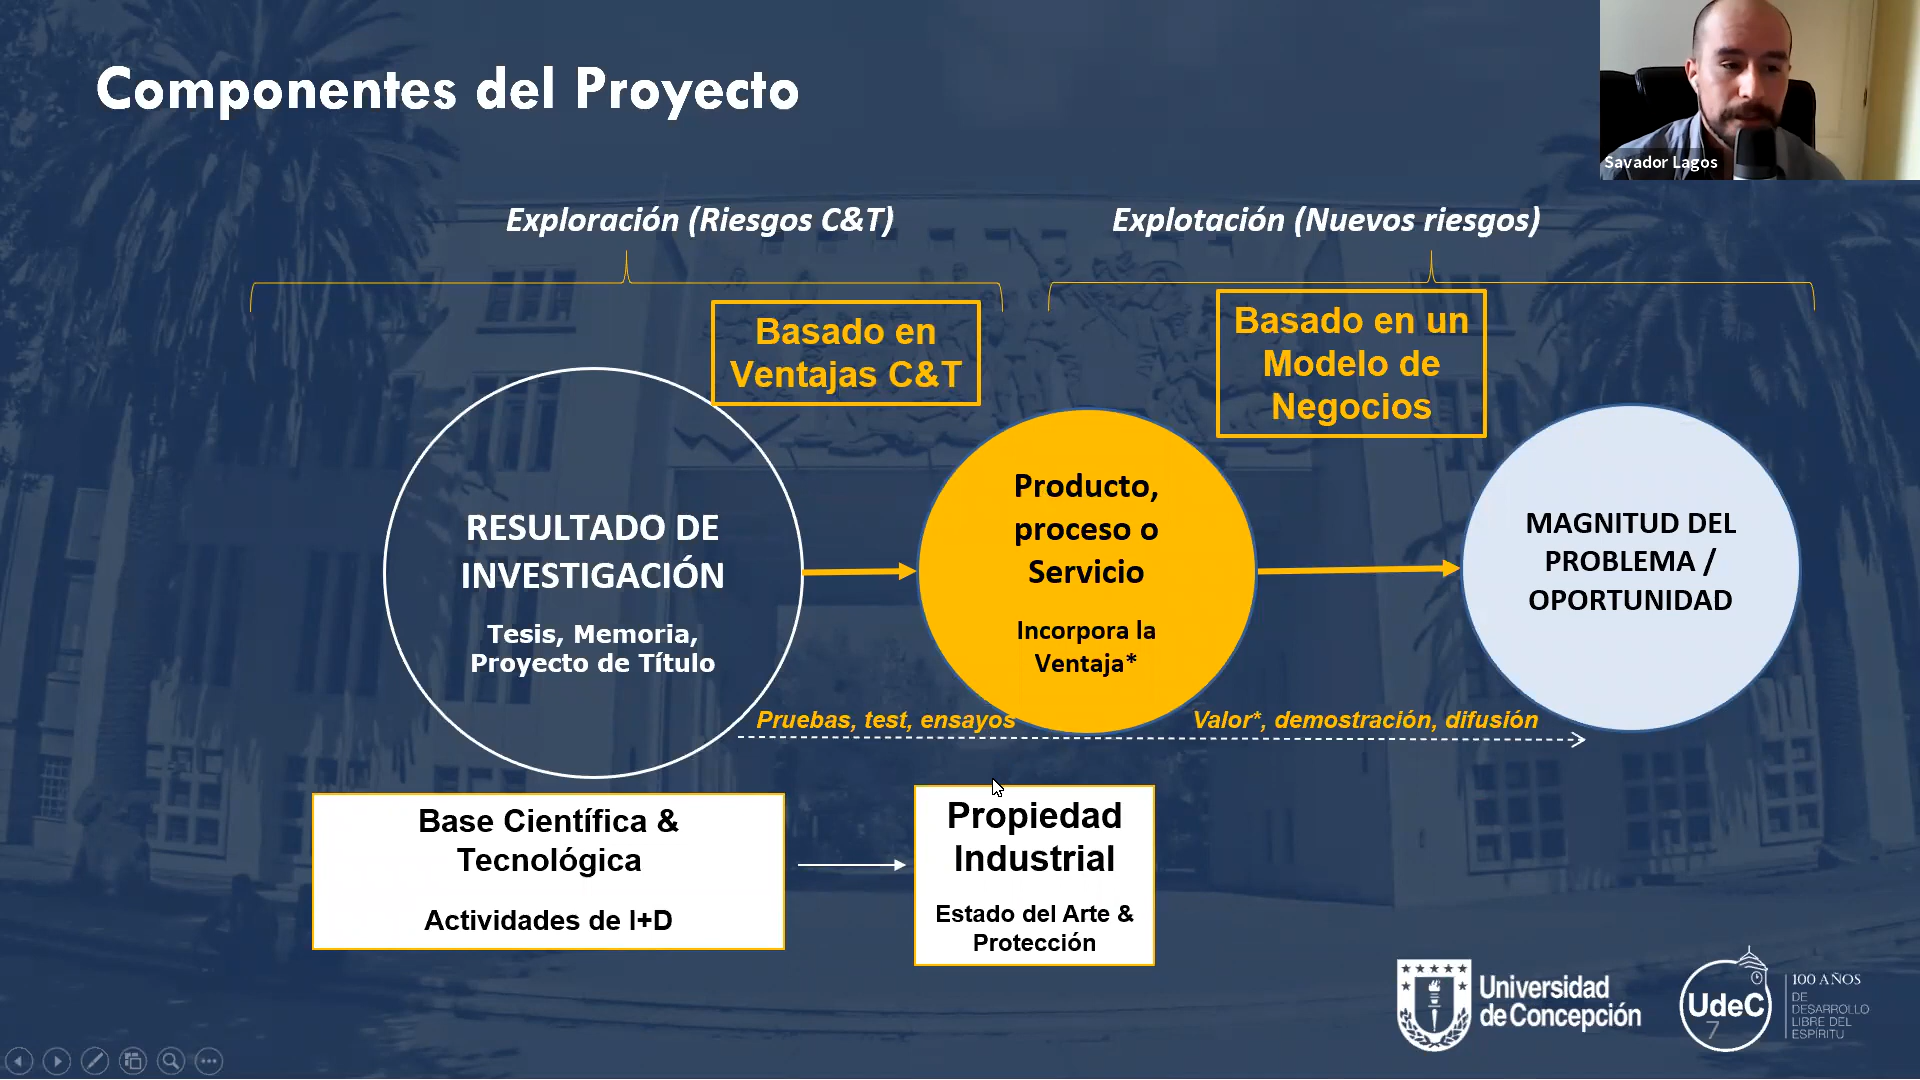 Componentes del Proyecto
Savador Lagos
Exploración (Riesgos C&T)
Explotación (Nuevos riesgos)
Basado en
Ventajas C&T
Basado en un
Modelo de
Negocios
RESULTADO DE
INVESTIGACIÓN
Tesis, Memoria,
Proyecto de Título
Producto,
proceso o
Servicio
Incorpora la
Ventaja*
MAGNITUD DEL
PROBLEMA /
OPORTUNIDAD
Pruebas, test, ensayos
Valor*, demostración, difusión
Base Científica &
Tecnológica
Actividades de I+D
Propiedad
Industrial
Estado del Arte &
Protección
Universidad
de Concepción
UdeC
7
100 AÑOS
DE
DESARROLLO
LIBRE DEL
ESPÍRITU